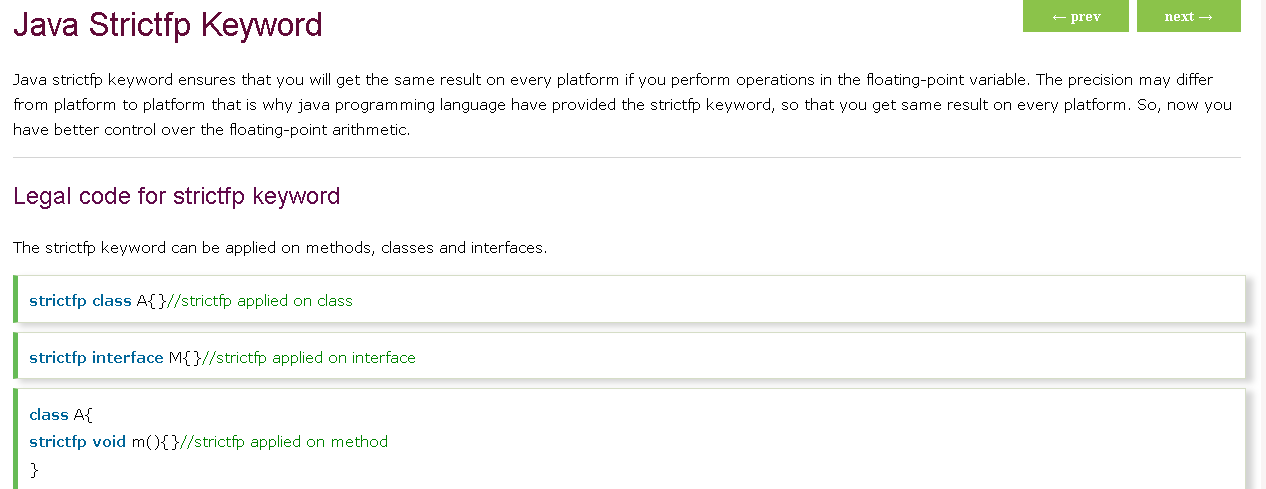 Java Strictfp Keyword
← prev
next →
Java strictfp keyword ensures that you will get the same result on every platform if you perform operations in the floating-point variable. The precision may differ
from platform to platform that is why java programming language have provided the strictfp keyword, so that you get same result on every platform. So, now you
have better control over the floating-point arithmetic.
Legal code for strictfp keyword
The strictfp keyword can be applied on methods, classes and interfaces.
strictfp class A{}//strictfp applied on class
strictfp interface M{}//strictfp applied on interface
class A{
strictfp void m(){}//strictfp applied on method
}